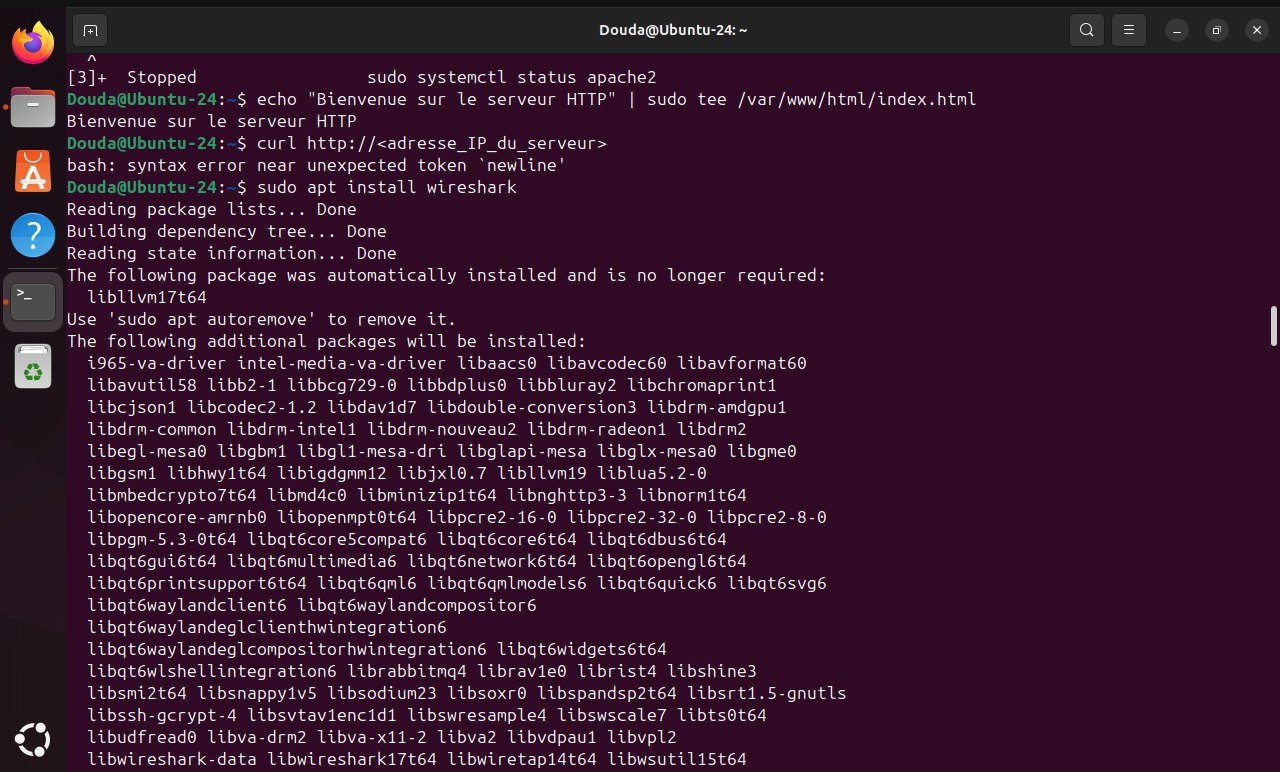 Douda@Ubuntu-24: ~
^
[3]+  Stopped                 sudo systemctl status apache2
Douda@Ubuntu-24:~$ echo "Bienvenue sur le serveur HTTP" | sudo tee /var/www/html/index.html
Bienvenue sur le serveur HTTP
Douda@Ubuntu-24:~$ curl http://<adresse_IP_du_serveur>
bash: syntax error near unexpected token `newline'
Douda@Ubuntu-24:~$ sudo apt install wireshark
Reading package lists... Done
Building dependency tree... Done
Reading state information... Done
The following package was automatically installed and is no longer required:
  libllvm17t64
Use 'sudo apt autoremove' to remove it.
The following additional packages will be installed:
  i965-va-driver intel-media-va-driver libaacs0 libavcodec60 libavformat60
  libavutil58 libb2-1 libbcg729-0 libbdplus0 libbluray2 libchromaprint1
  libcjson1 libcodec2-1.2 libdav1d7 libdouble-conversion3 libdrm-amdgpu1
  libdrm-common libdrm-intel1 libdrm-nouveau2 libdrm-radeon1 libdrm2
  libegl-mesa0 libgbm1 libgl1-mesa-dri libglapi-mesa libglx-mesa0 libgme0
  libgsm1 libhwy1t64 libigdgmm12 libjxl0.7 libllvm19 liblua5.2-0
  libmbedcrypto7t64 libmd4c0 libminizip1t64 libnghttp3-3 libnorm1t64
  libopencore-amrnb0 libopenmpt0t64 libpcre2-16-0 libpcre2-32-0 libpcre2-8-0
  libpgm-5.3-0t64 libqt6core5compat6 libqt6core6t64 libqt6dbus6t64
  libqt6gui6t64 libqt6multimedia6 libqt6network6t64 libqt6opengl6t64
  libqt6printsupport6t64 libqt6qml6 libqt6qmlmodels6 libqt6quick6 libqt6svg6
  libqt6waylandclient6 libqt6waylandcompositor6
  libqt6waylandeglclienthwintegration6
  libqt6waylandeglcompositorhwintegration6 libqt6widgets6t64
  libqt6wlshellintegration6 librabbitmq4 librav1e0 librist4 libshine3
  libsmi2t64 libsnappy1v5 libsodium23 libsoxr0 libspandsp2t64 libsrt1.5-gnutls
  libssh-gcrypt-4 libsvtav1enc1d1 libswresample4 libswscale7 libts0t64
  libudfread0 libva-drm2 libva-x11-2 libva2 libvdpau1 libvpl2
  libwireshark-data libwireshark17t64 libwiretap14t64 libwsutil15t64